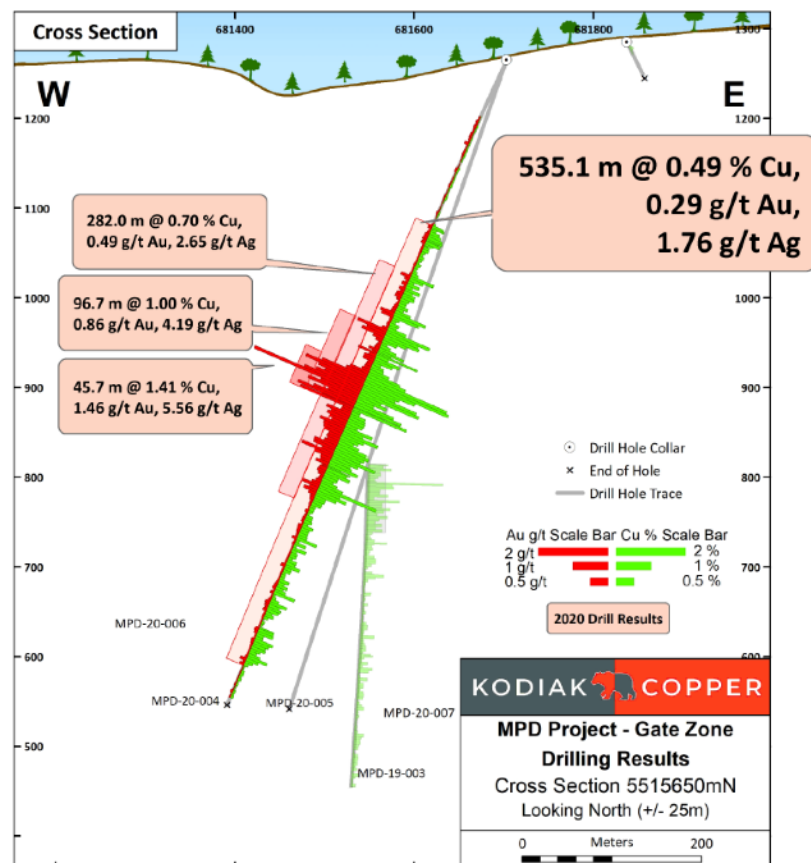 Cross Section
681400
681600
681800
1300
1300
W
E
1200
1200
1100
1100
1000
1000
900
900
800
800
700
700
600
600
500
535.1 m @ 0.49 % Cu,
0.29 g/t Au,
1.76 g/t Ag
282.0 m @ 0.70 % Cu,
0.49 g/t Au, 2.65 g/t Ag
96.7 m @ 1.00 % Cu,
0.86 g/t Au, 4.19 g/t Ag
45.7 m @ 1.41 % Cu,
1.46 g/t Au, 5.56 g/t Ag
Drill Hole Collar
End of Hole
Drill Hole Trace
Au g/t Scale Bar Cu % Scale Bar
2 g/t 2 %
1 g/t 1 %
0.5 g/t 0.5 %
2020 Drill Results
MPD-20-006
MPD-20-004
MPD-20-005
MPD-20-007
MPD-19-003
KODIAK COPPER
MPD Project - Gate Zone
Drilling Results
Cross Section 5515650mN
Looking North (+/- 25m)
0 Meters 200